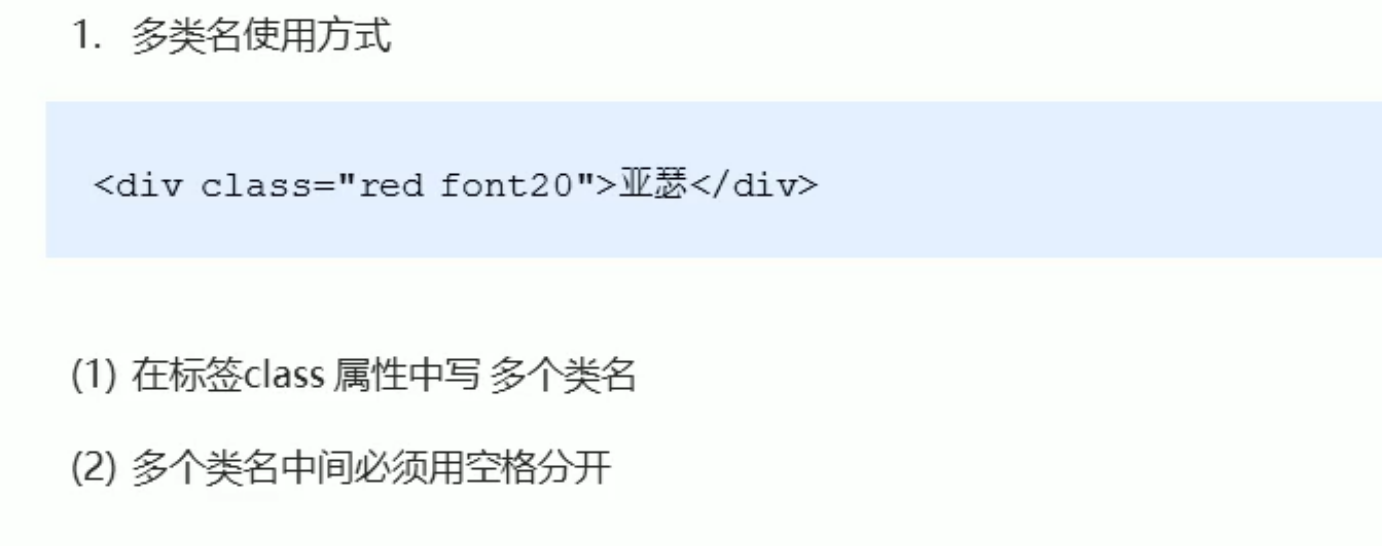 1. 多类名使用方式
<div class="red font20">亚瑟</div>
(1) 在标签class 属性中写 多个类名
(2) 多个类名中间必须用空格分开